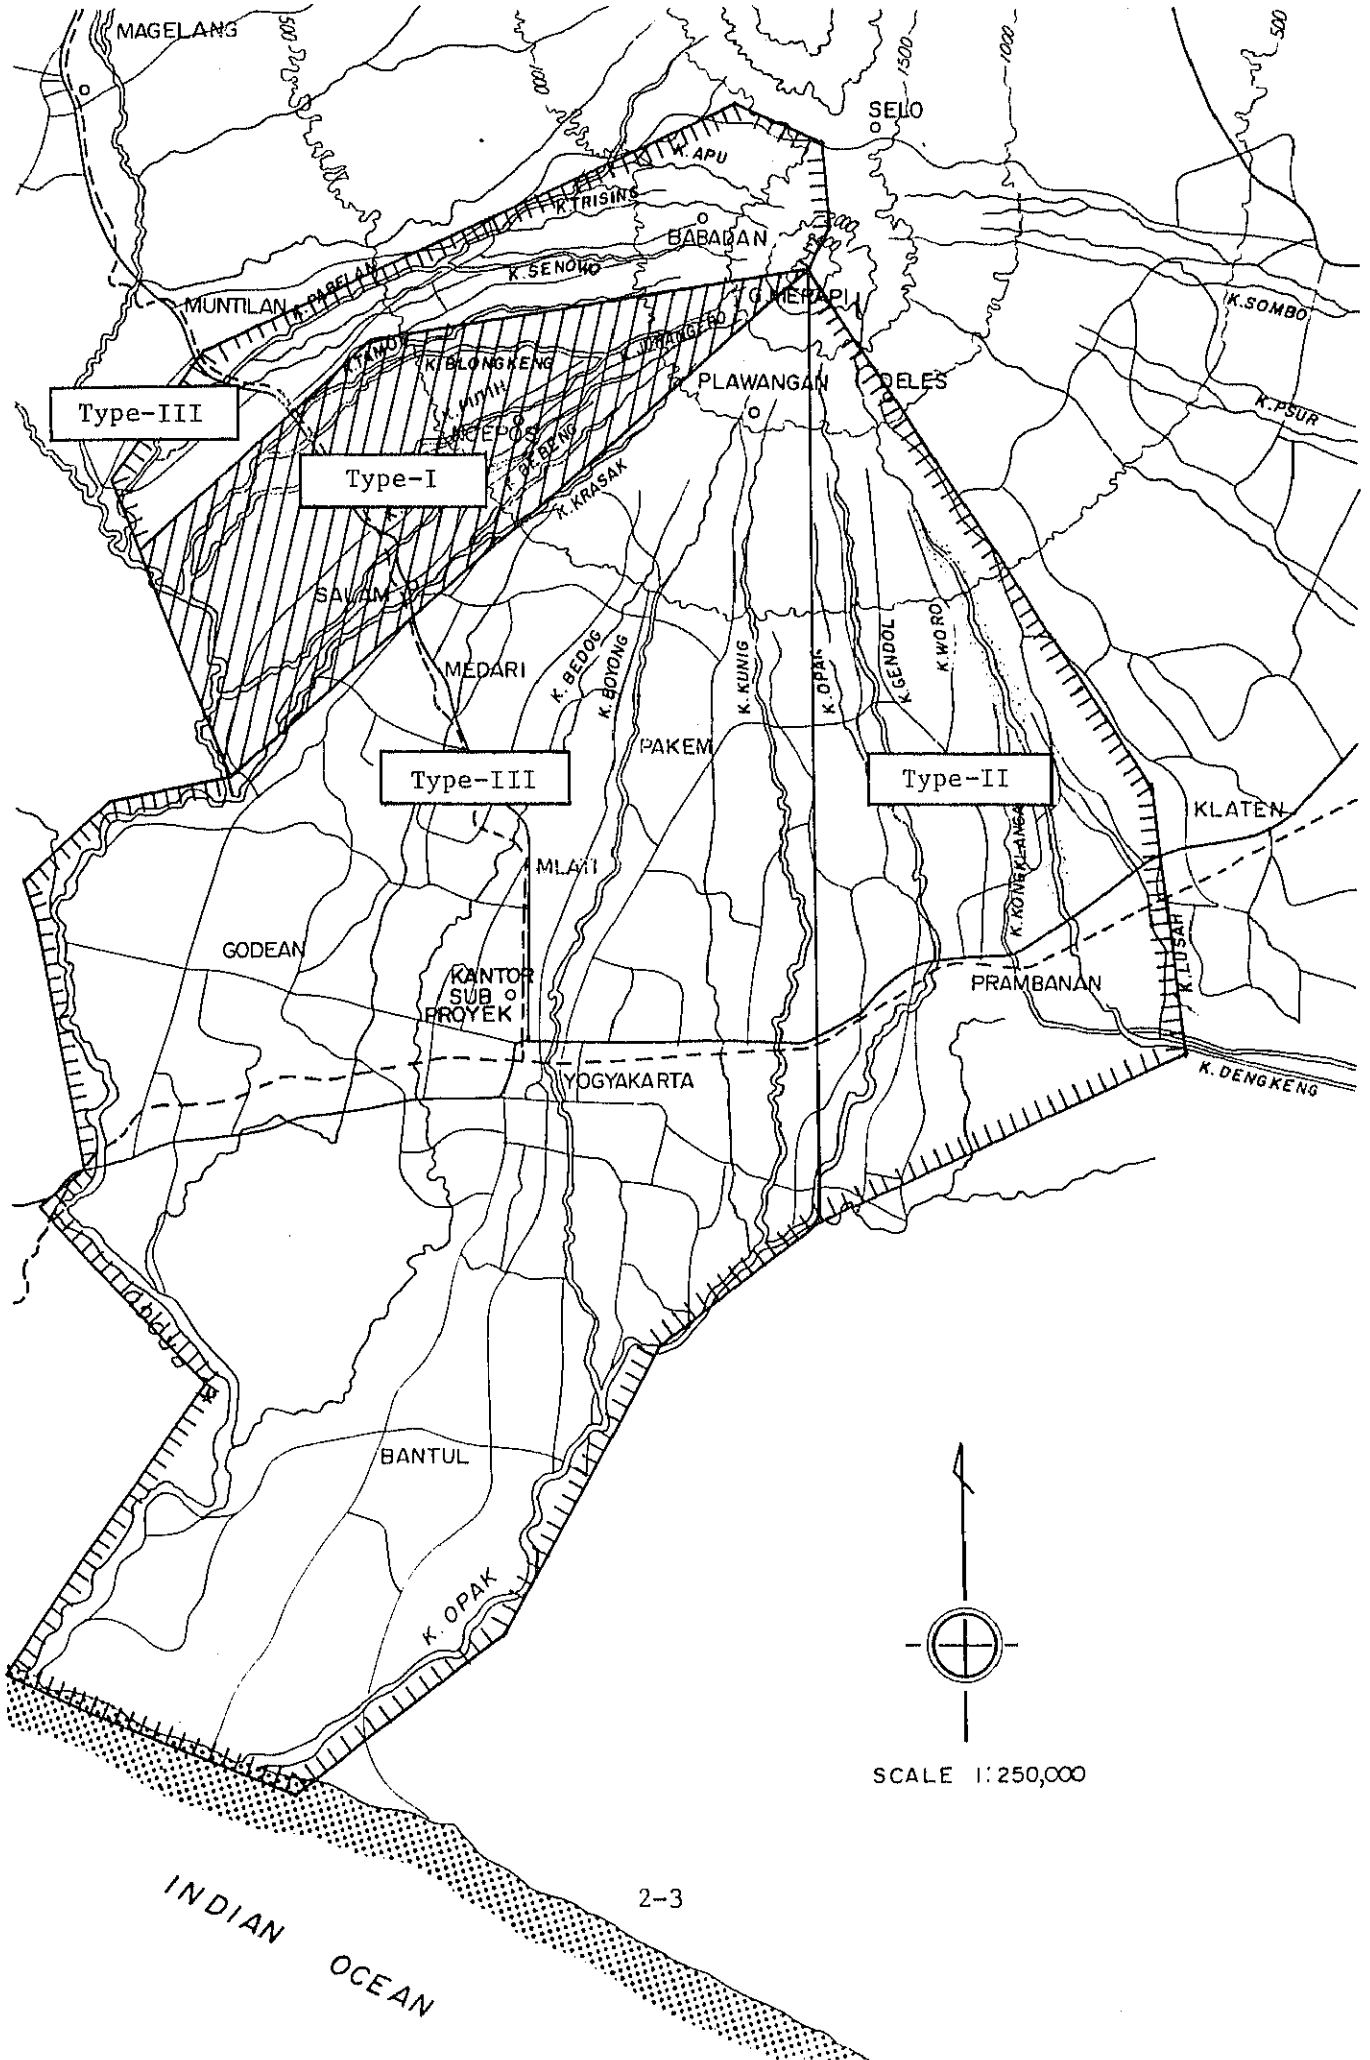 MAGELANG
500
1000
1500
1000
500
SELO
K. APU
K. TRISING
BABADAN
K. SENOWO
K. PABELAN
MUNTILAN
G. MERAPI
K. SOMBO
K. BLONGKENG
PLAWANGAN
DELES
K. PSUR
Type-III
NGEPOS
K. BEBENG
Type-I
K. KRASAK
SALAM
MEDARI
K. BEDOG
K. BOYONG
K. KUNIG
K. OPAK
K. GENDOL
K. WORO
PAKEM
Type-III
Type-II
KLATEN
MLATI
GODEAN
KANTOR
SUB
PROYEK
PRAMBANAN
K. LUSAH
YOGYAKARTA
K. DENGKENG
BANTUL
K. OPAK
SCALE 1:250,000
INDIAN OCEAN
2-3